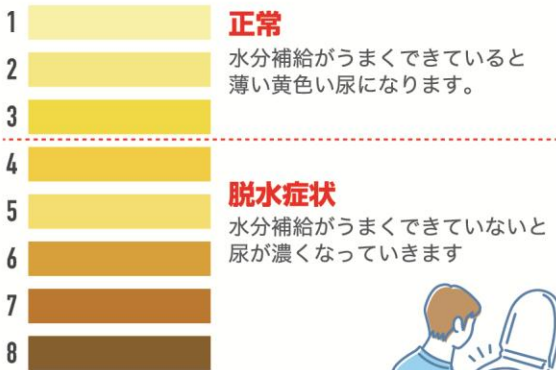 1
正常
水分補給がうまくできていると
2
薄い黄色い尿になります。
3
4
脱水症状
5
水分補給がうまくできていないと
6
尿が濃くなっていきます
7
8